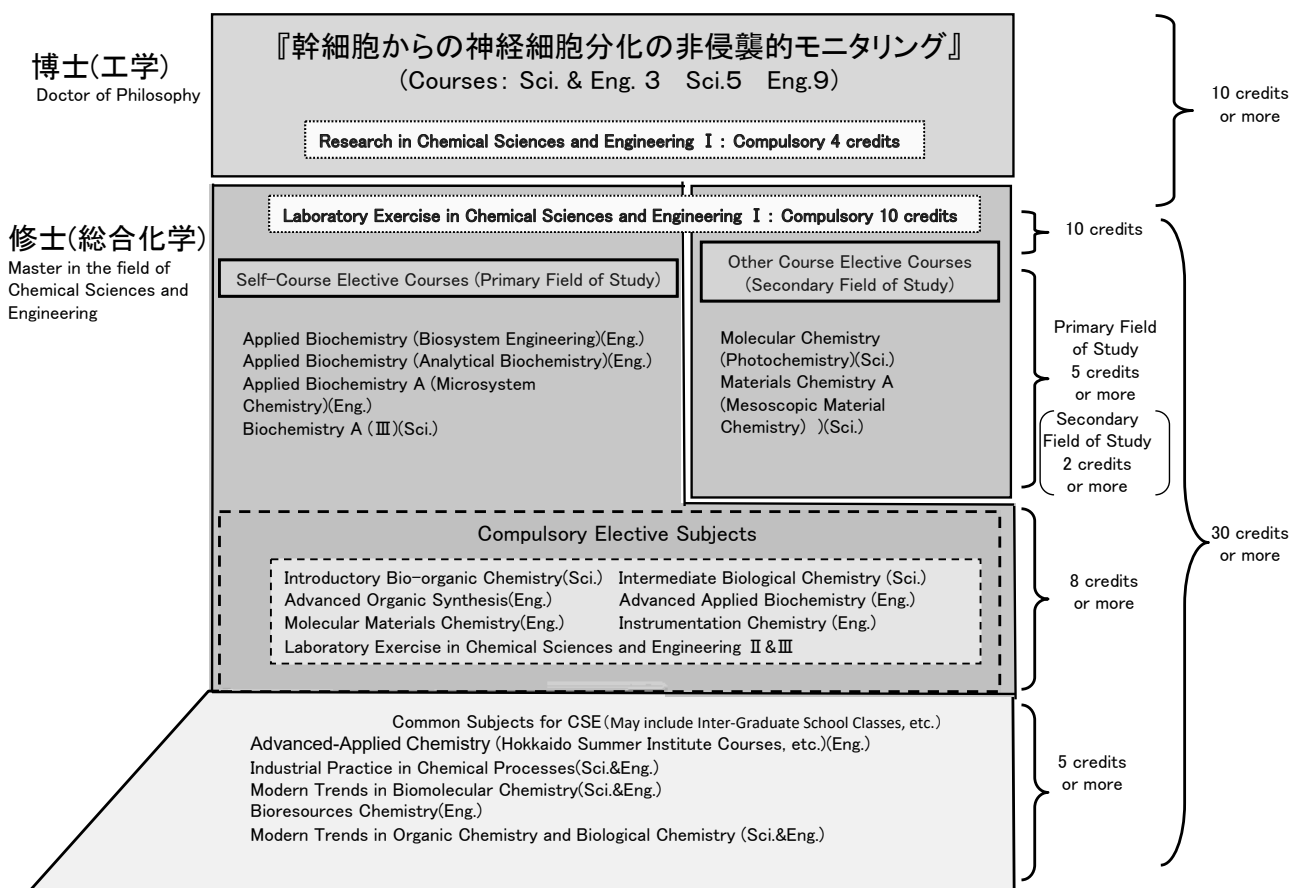 博士(工学)
Doctor of Philosophy
『幹細胞からの神経細胞分化の非侵襲的モニタリング』
(Courses: Sci. & Eng. 3　Sci.5　Eng.9)
Research in Chemical Sciences and Engineering Ⅰ: Compulsory 4 credits
10 credits
or more
修士(総合化学)
Master in the field of
Chemical Sciences and
Engineering
Laboratory Exercise in Chemical Sciences and Engineering Ⅰ: Compulsory 10 credits
10 credits
Self-Course Elective Courses (Primary Field of Study)
Applied Biochemistry (Biosystem Engineering)(Eng.)
Applied Biochemistry (Analytical Biochemistry)(Eng.)
Applied Biochemistry A (Microsystem
Chemistry)(Eng.)
Biochemistry A (Ⅲ)(Sci.)
Other Course Elective Courses
(Secondary Field of Study)
Molecular Chemistry
(Photochemistry)(Sci.)
Materials Chemistry A
(Mesoscopic Material
Chemistry) )(Sci.)
Primary Field
of Study
5 credits
or more
Secondary
Field of Study
2 credits
or more
30 credits
or more
Compulsory Elective Subjects
Introductory Bio-organic Chemistry(Sci.) Intermediate Biological Chemistry (Sci.)
Advanced Organic Synthesis(Eng.) Advanced Applied Biochemistry (Eng.)
Molecular Materials Chemistry(Eng.) Instrumentation Chemistry (Eng.)
Laboratory Exercise in Chemical Sciences and Engineering Ⅱ&Ⅲ
8 credits
or more
Common Subjects for CSE(May include Inter-Graduate School Classes, etc.)
Advanced-Applied Chemistry (Hokkaido Summer Institute Courses, etc.)(Eng.)
Industrial Practice in Chemical Processes(Sci.&Eng.)
Modern Trends in Biomolecular Chemistry(Sci.&Eng.)
Bioresources Chemistry(Eng.)
Modern Trends in Organic Chemistry and Biological Chemistry (Sci.&Eng.)
5 credits
or more